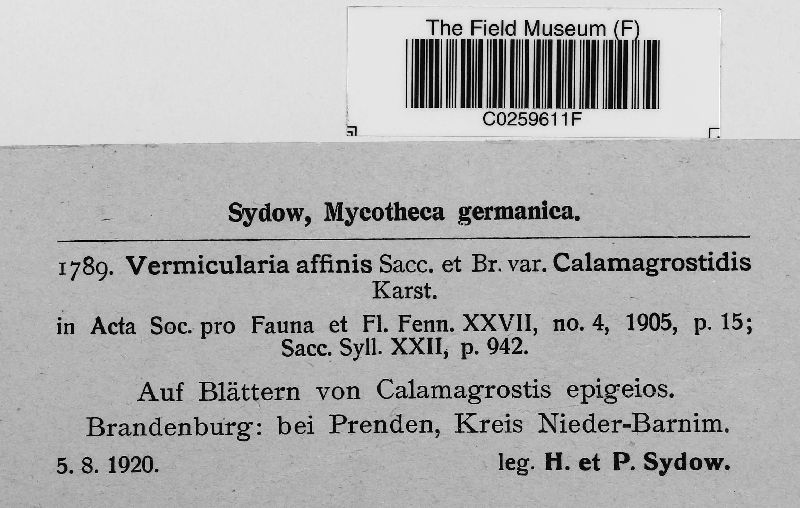 The Field Museum (F)
C0259611F
Sydow, Mycotheca germanica.
1789. Vermicularia affinis Sacc. et Br. var. Calamagrostidis
Karst.
in Acta Soc. pro Fauna et Fl. Fenn. XXVII, no. 4, 1905, p. 15;
Sacc. Syll. XXII, p. 942.
Auf Blättern von Calamagrostis epigeios.
Brandenburg: bei Prenden, Kreis Nieder-Barnim.
5. 8. 1920. leg. H. et P. Sydow.